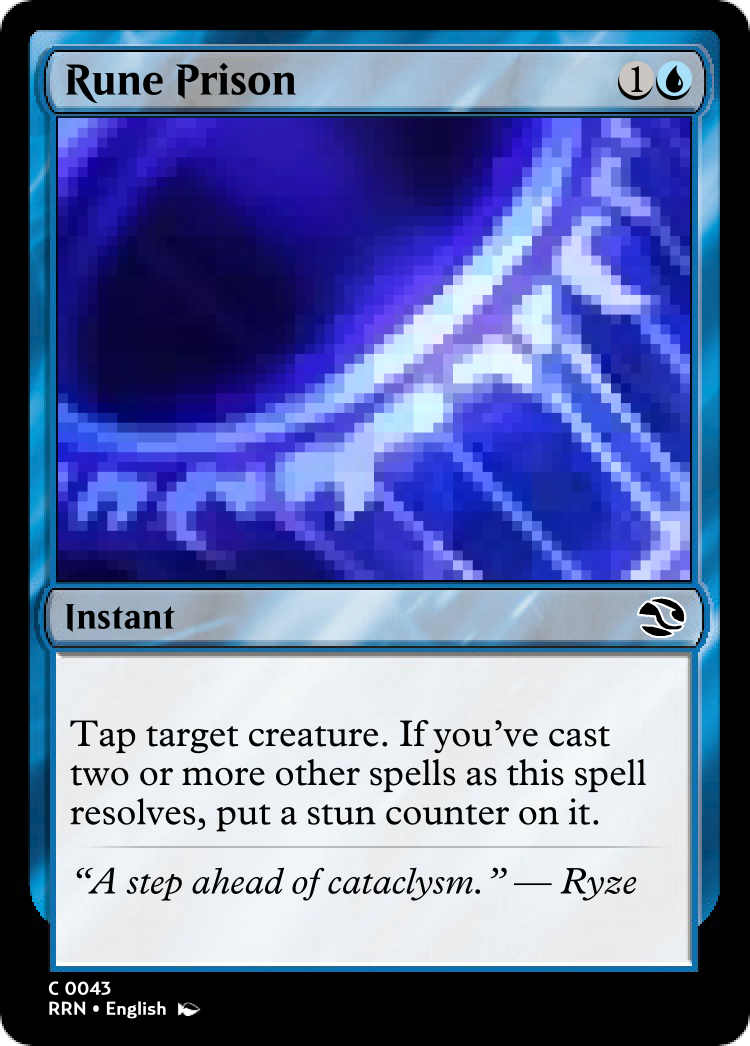 Rune Prison 1
Instant
Tap target creature. If you’ve cast
two or more other spells as this spell
resolves, put a stun counter on it.
“A step ahead of cataclysm.” — Ryze
C 0043
RRN • English